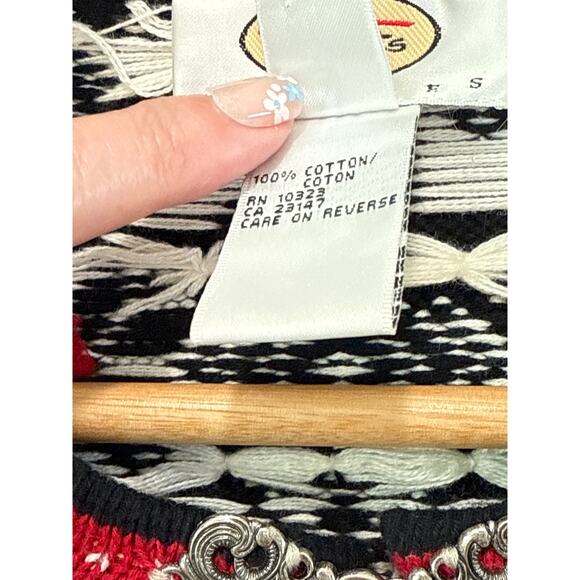 's
P S
100% COTTON/
COTON
RN 10323
CA 23147
CARE ON REVERSE